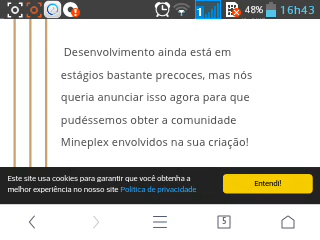 48% 16h43
Desenvolvimento ainda está em
estágios bastante precoces, mas nós
queria anunciar isso agora para que
pudéssemos obter a comunidade
Mineplex envolvidos na sua criação!
Este site usa cookies para garantir que você obtenha a
melhor experiência no nosso site Política de privacidade
Entendi!
5